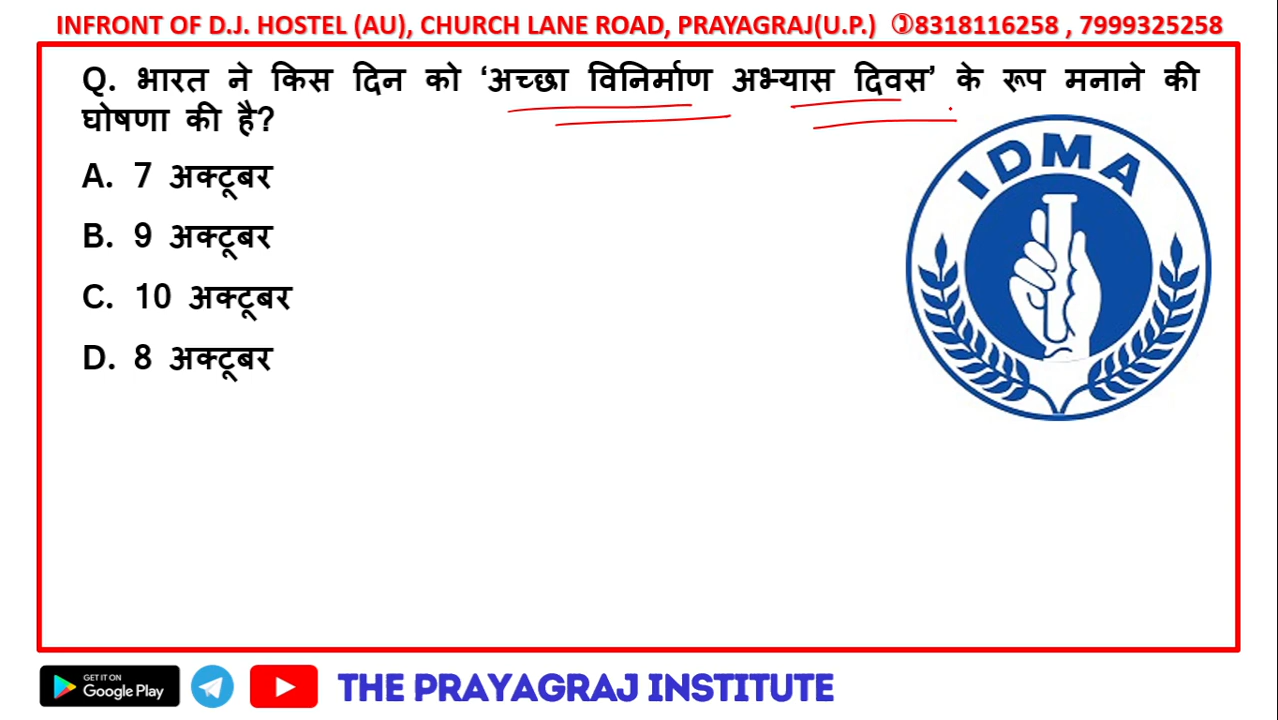 INFRONT OF D.J. HOSTEL (AU), CHURCH LANE ROAD, PRAYAGRAJ(U.P.) ✆8318116258 , 7999325258
Q. भारत ने किस दिन को ‘अच्छा विनिर्माण अभ्यास दिवस’ के रूप मनाने की
घोषणा की है?
A. 7 अक्टूबर
B. 9 अक्टूबर
C. 10 अक्टूबर
D. 8 अक्टूबर
IDMA
GET IT ON
Google Play
THE PRAYAGRAJ INSTITUTE